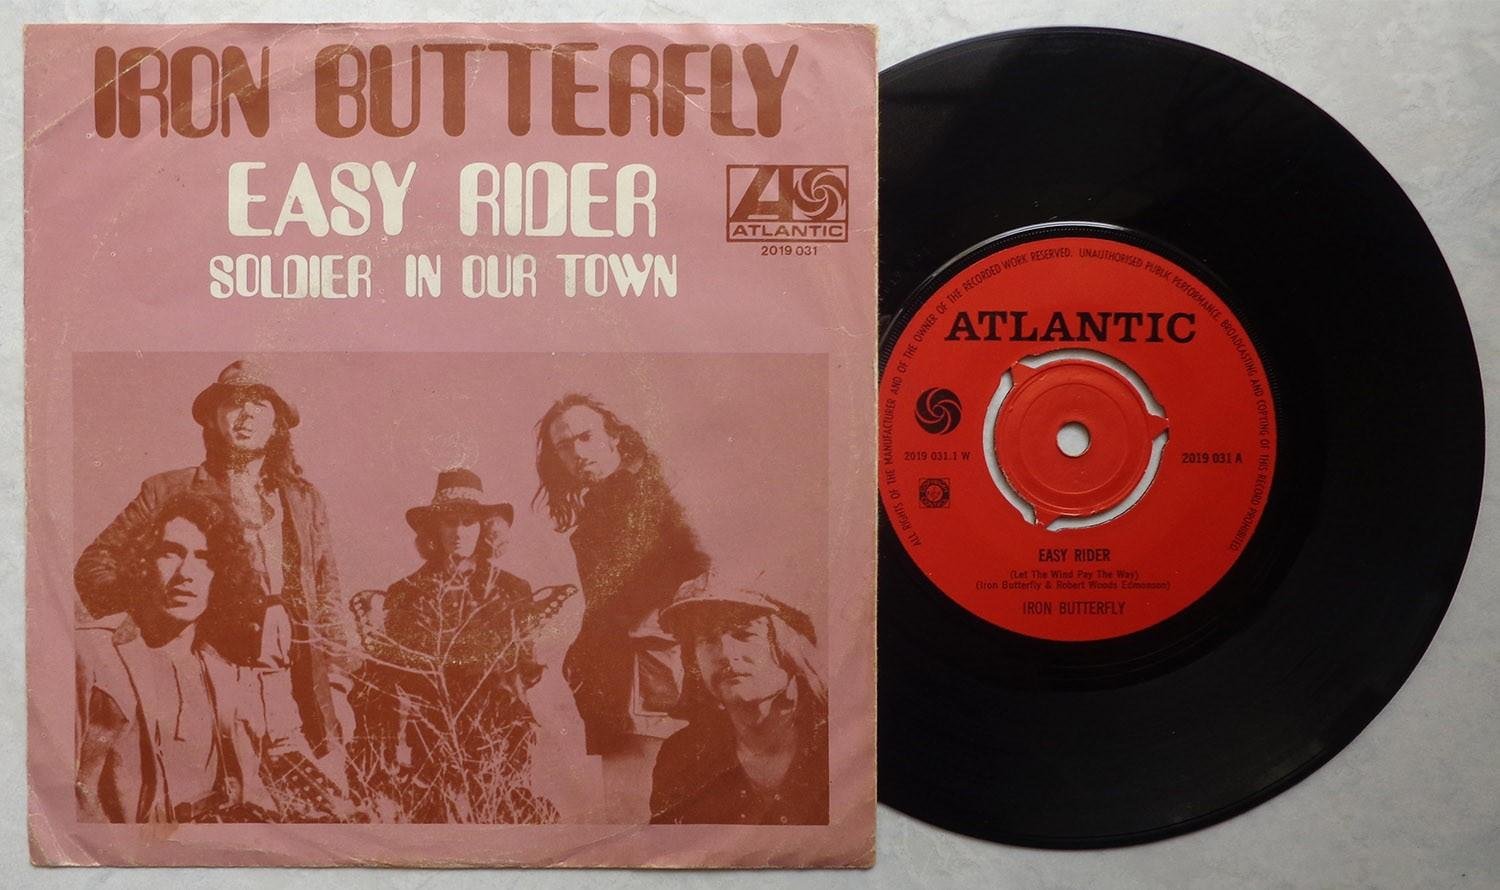 IRON BUTTERFLY
EASY RIDER
SOLDIER IN OUR TOWN
ATLANTIC
2019 031
ALL RIGHTS OF THE MANUFACTURER AND OF THE OWNER OF THE RECORDED WORK RESERVED. UNAUTHORISED PUBLIC PERFORMANCE, BROADCASTING AND COPYING OF THIS RECORD PROHIBITED.
ATLANTIC
2019 031.1 W
2019 031 A
EASY RIDER
(Let The Wind Pay The Way)
(Iron Butterfly & Robert Woods Edmonson)
IRON BUTTERFLY